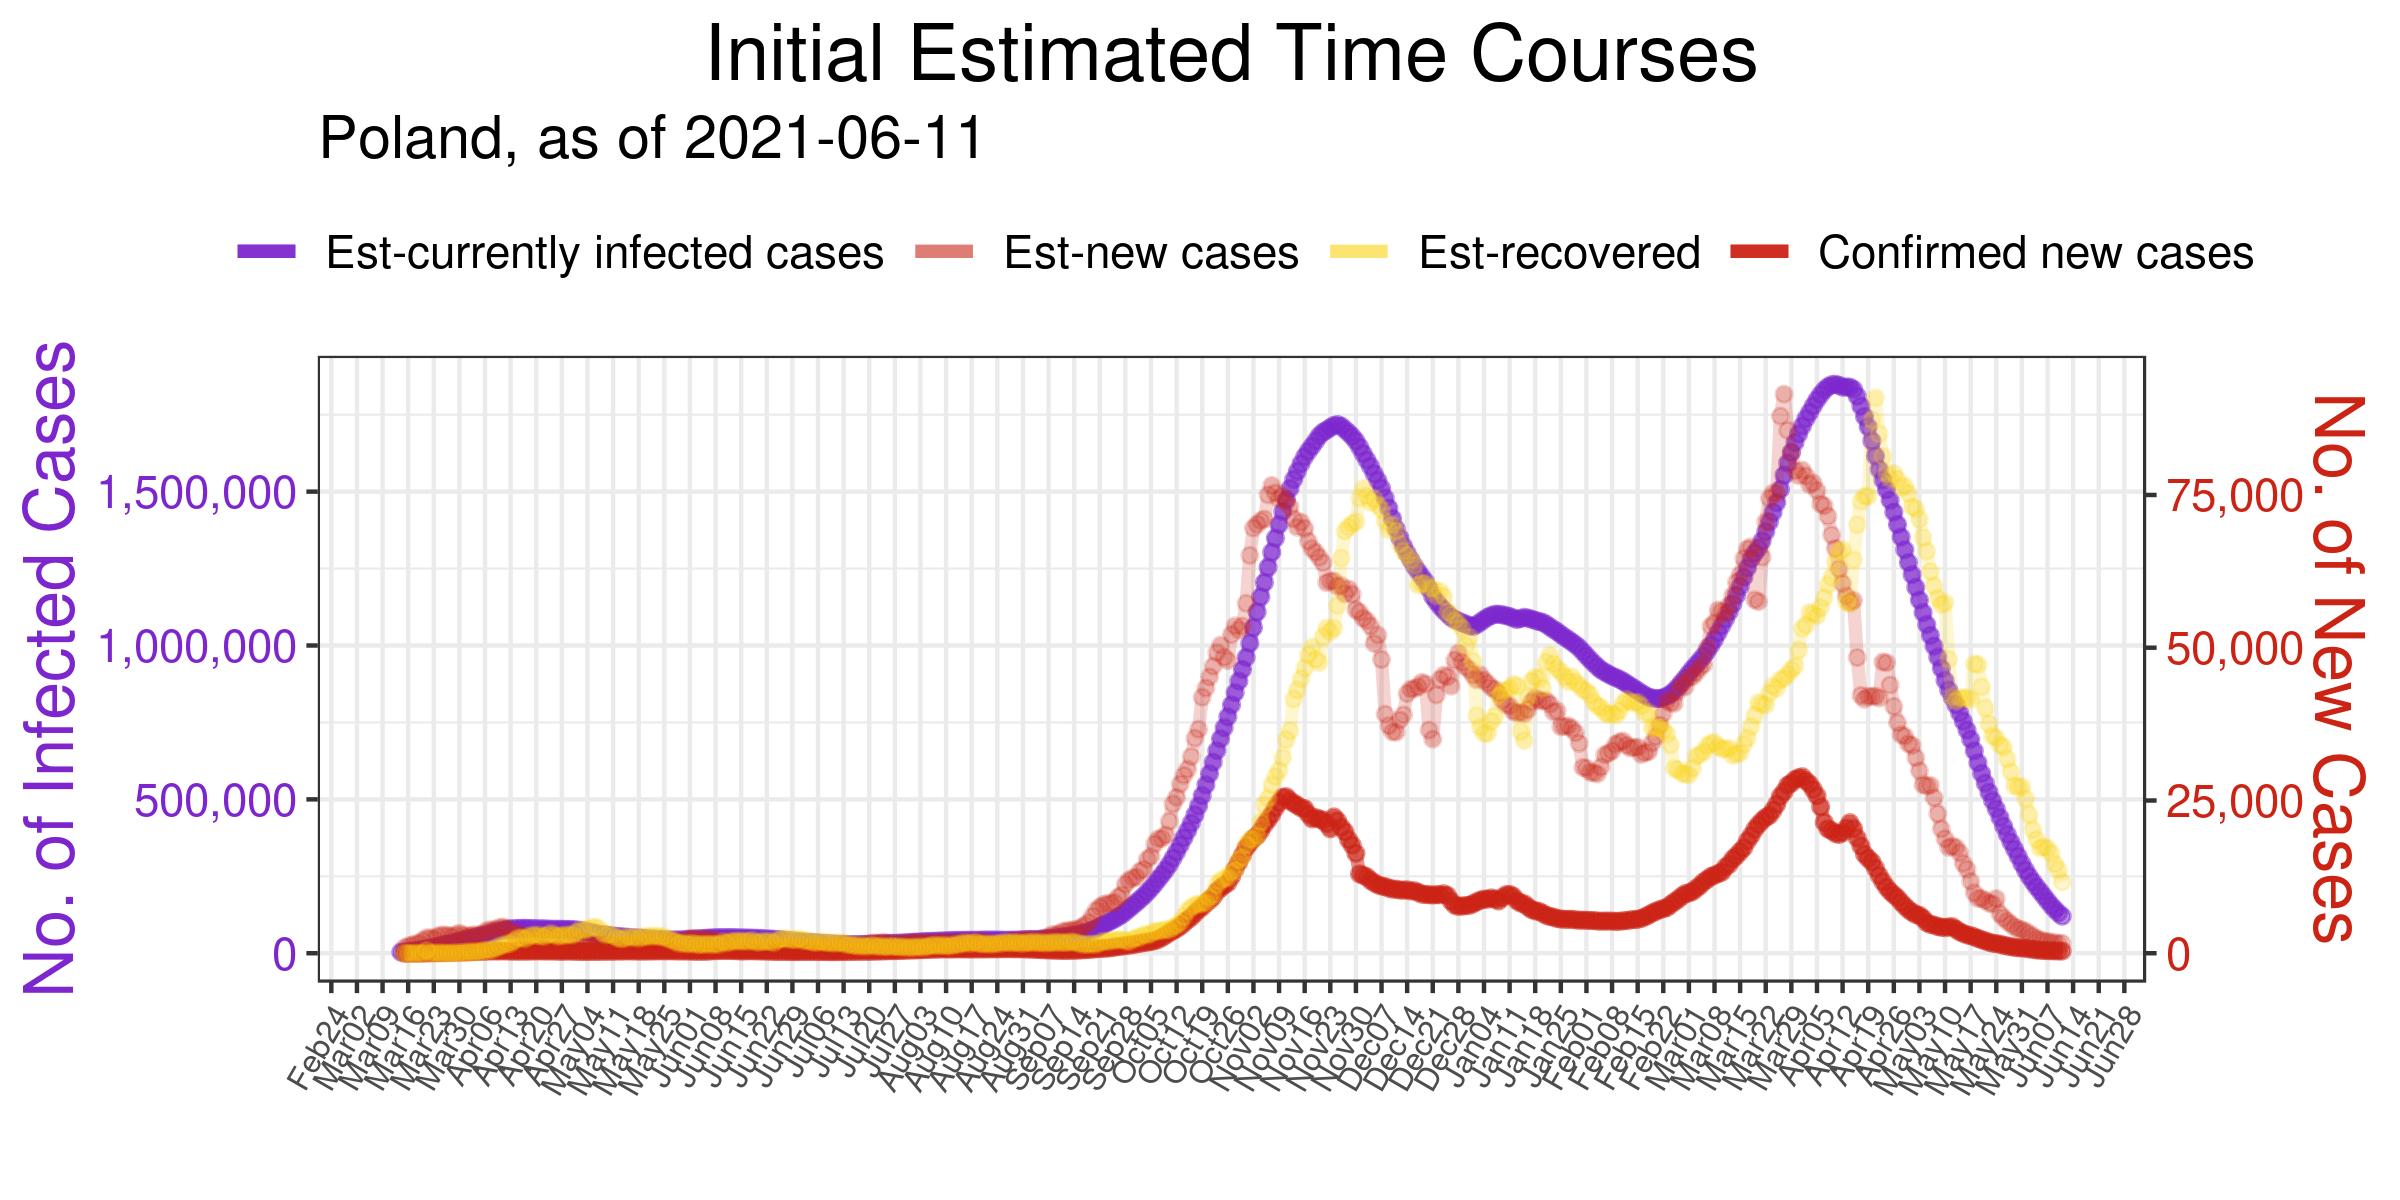 Initial Estimated Time Courses
Poland, as of 2021-06-11
Est-currently infected cases
Est-new cases
Est-recovered
Confirmed new cases
No. of Infected Cases
1,500,000
1,000,000
500,000
0
75,000
50,000
25,000
0
No. of New Cases
Feb24
Mar02
Mar09
Mar16
Mar23
Mar30
Apr06
Apr13
Apr20
Apr27
May04
May11
May18
May25
Jun01
Jun08
Jun15
Jun22
Jun29
Jul06
Jul13
Jul20
Jul27
Aug03
Aug10
Aug17
Aug24
Aug31
Sep07
Sep14
Sep21
Sep28
Oct05
Oct12
Oct19
Oct26
Nov02
Nov09
Nov16
Nov23
Nov30
Dec07
Dec14
Dec21
Dec28
Jan04
Jan11
Jan18
Jan25
Feb01
Feb08
Feb15
Feb22
Mar01
Mar08
Mar15
Mar22
Mar29
Apr05
Apr12
Apr19
Apr26
May03
May10
May17
May24
May31
Jun07
Jun14
Jun21
Jun28